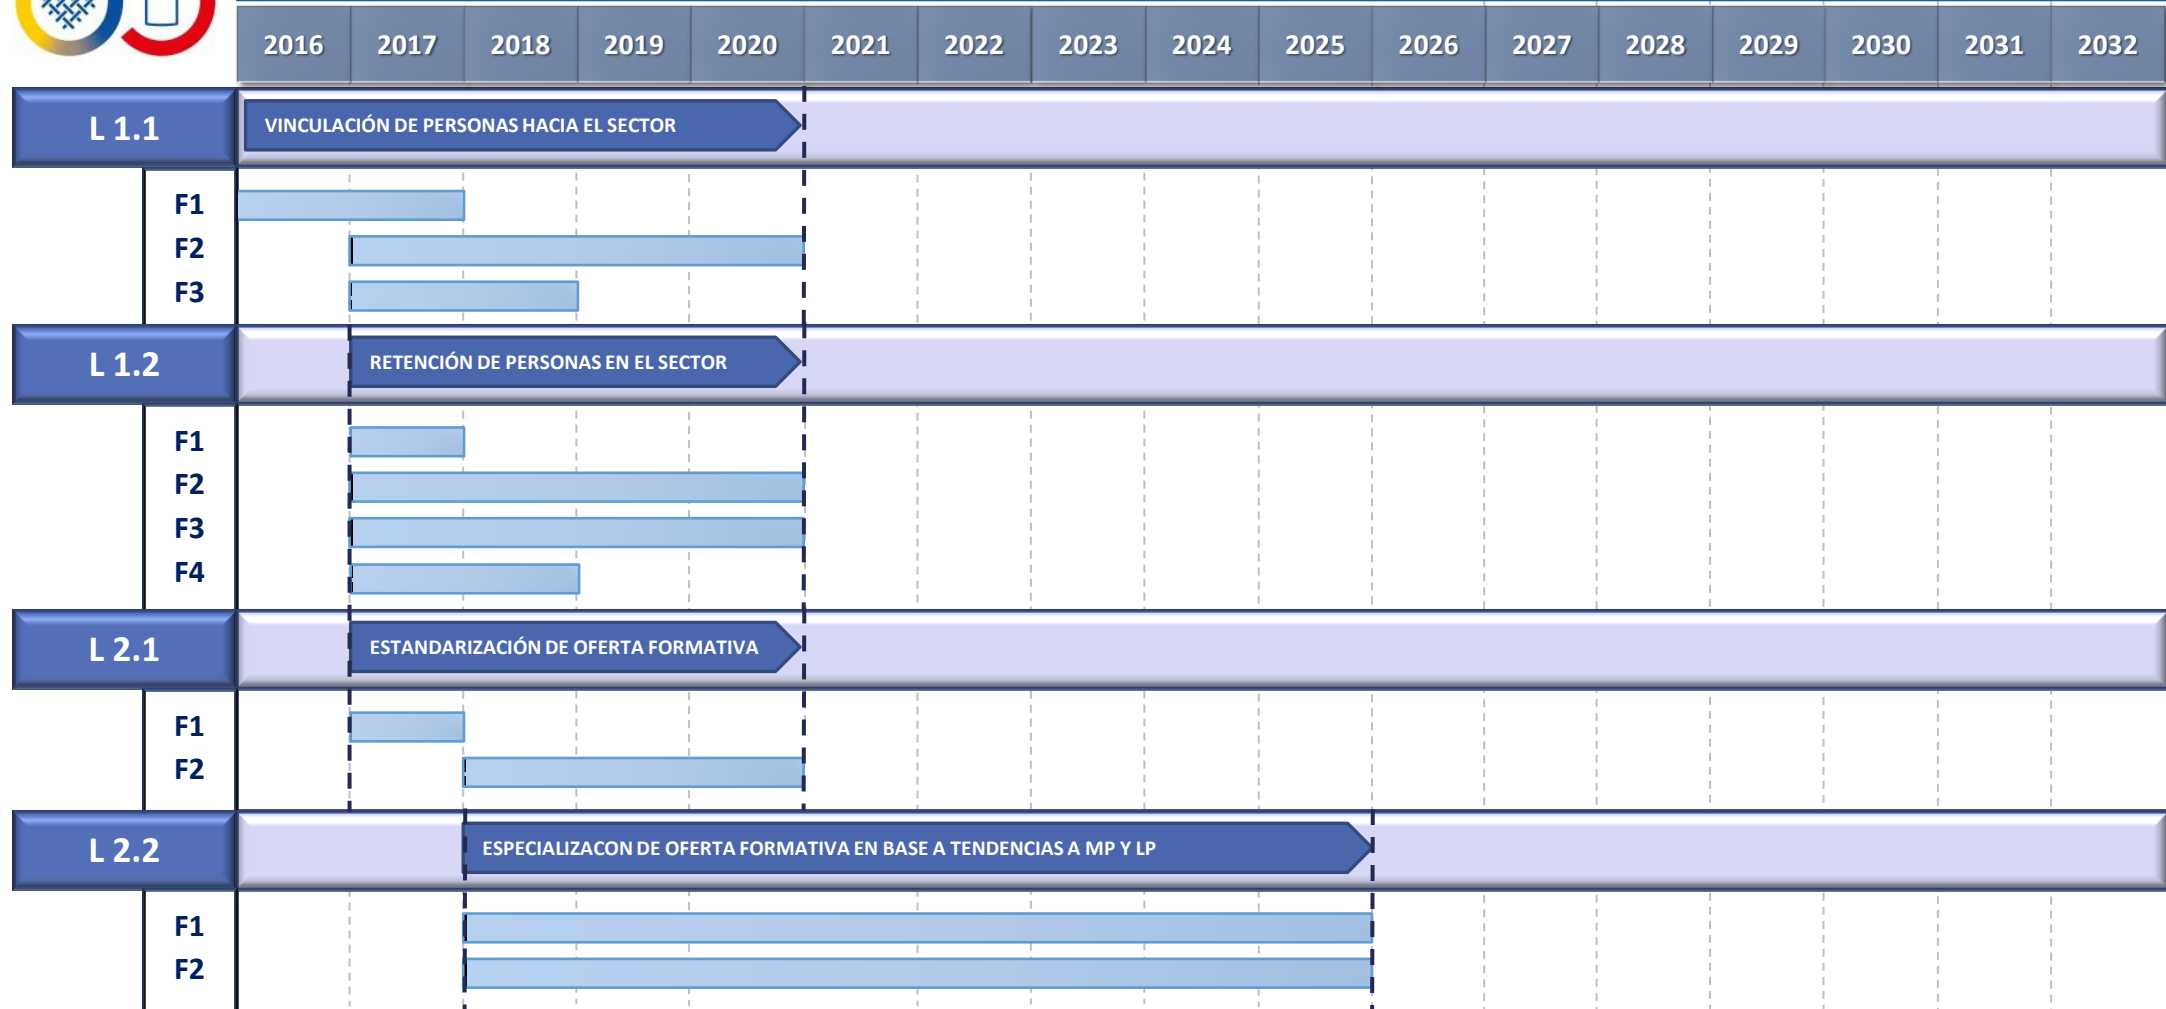 2016 2017 2018 2019 2020 2021 2022 2023 2024 2025 2026 2027 2028 2029 2030 2031 2032
L 1.1 VINCULACIÓN DE PERSONAS HACIA EL SECTOR
F1
F2
F3
L 1.2 RETENCIÓN DE PERSONAS EN EL SECTOR
F1
F2
F3
F4
L 2.1 ESTANDARIZACIÓN DE OFERTA FORMATIVA
F1
F2
L 2.2 ESPECIALIZACON DE OFERTA FORMATIVA EN BASE A TENDENCIAS A MP Y LP
F1
F2